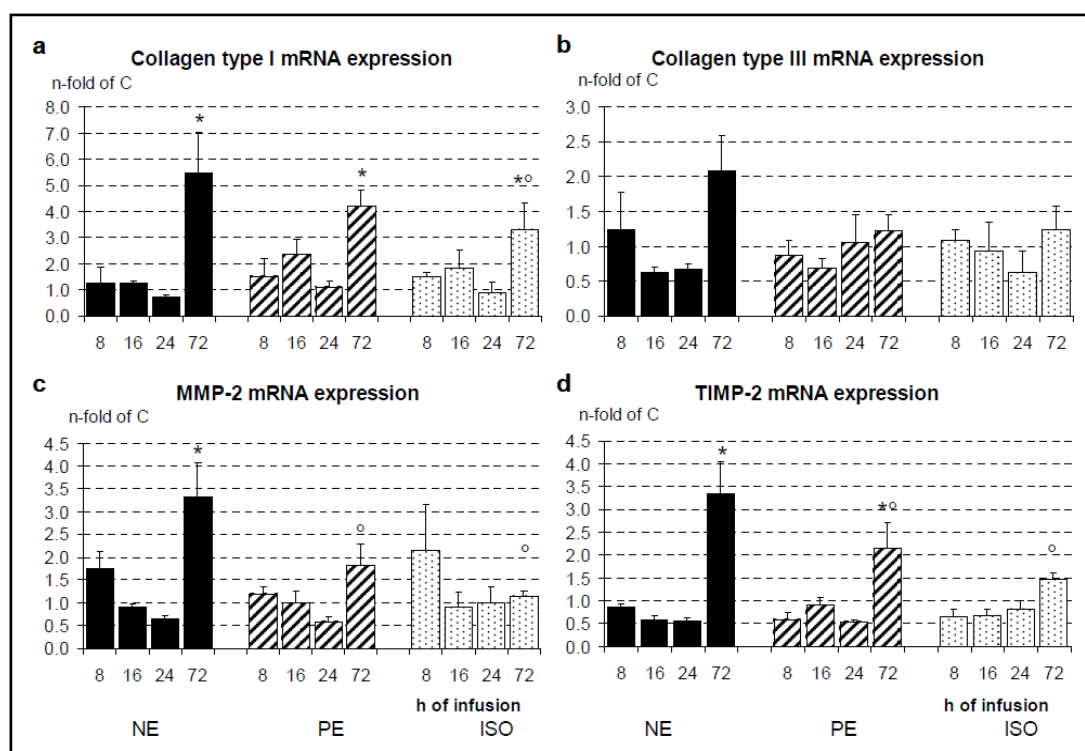 a
Collagen type I mRNA expression
n-fold of C
8.0
7.0
6.0
5.0
4.0
3.0
2.0
1.0
0.0
*
*
*°
8 16 24 72 8 16 24 72 8 16 24 72
b
Collagen type III mRNA expression
n-fold of C
3.0
2.5
2.0
1.5
1.0
0.5
0.0
8 16 24 72 8 16 24 72 8 16 24 72
c
MMP-2 mRNA expression
n-fold of C
4.5
4.0
3.5
3.0
2.5
2.0
1.5
1.0
0.5
0.0
*
°
°
8 16 24 72 8 16 24 72 8 16 24 72
h of infusion
NE PE ISO
d
TIMP-2 mRNA expression
n-fold of C
4.5
4.0
3.5
3.0
2.5
2.0
1.5
1.0
0.5
0.0
*
*°
°
8 16 24 72 8 16 24 72 8 16 24 72
h of infusion
NE PE ISO